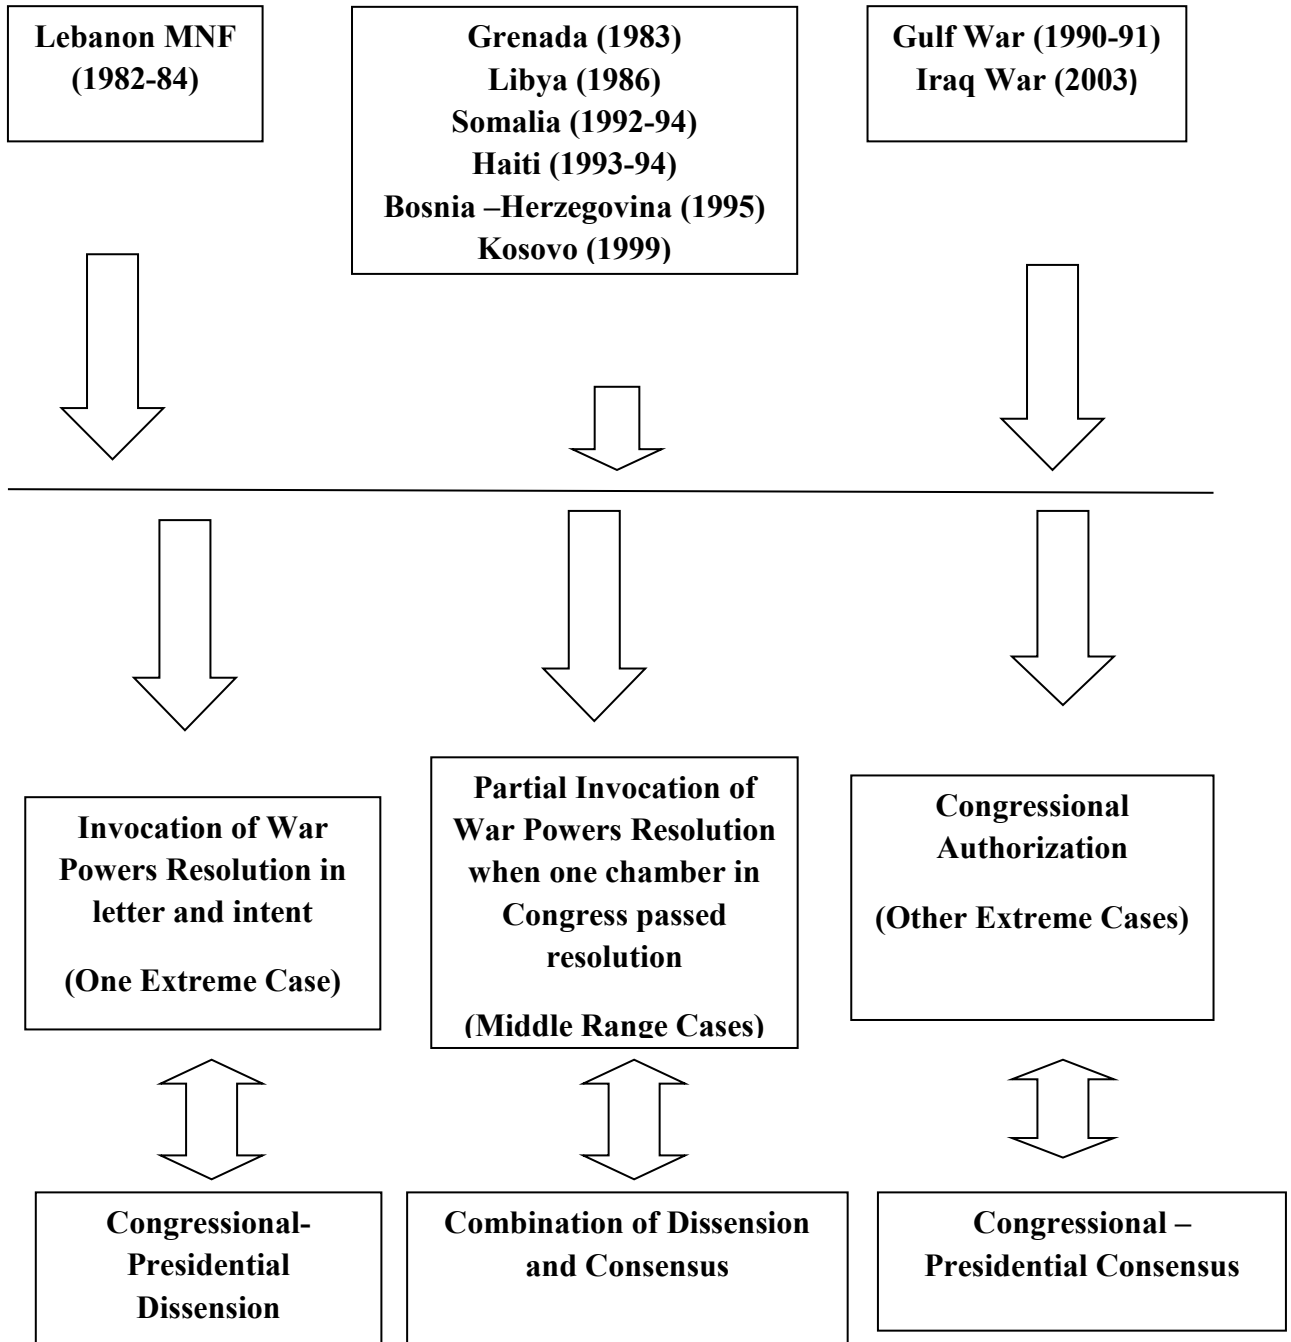 Lebanon MNF
(1982-84)
Grenada (1983)
Libya (1986)
Somalia (1992-94)
Haiti (1993-94)
Bosnia –Herzegovina (1995)
Kosovo (1999)
Gulf War (1990-91)
Iraq War (2003)
Invocation of War
Powers Resolution in
letter and intent
(One Extreme Case)
Partial Invocation of
War Powers Resolution
when one chamber in
Congress passed
resolution
(Middle Range Cases)
Congressional
Authorization
(Other Extreme Cases)
Congressional-
Presidential
Dissension
Combination of Dissension
and Consensus
Congressional –
Presidential Consensus